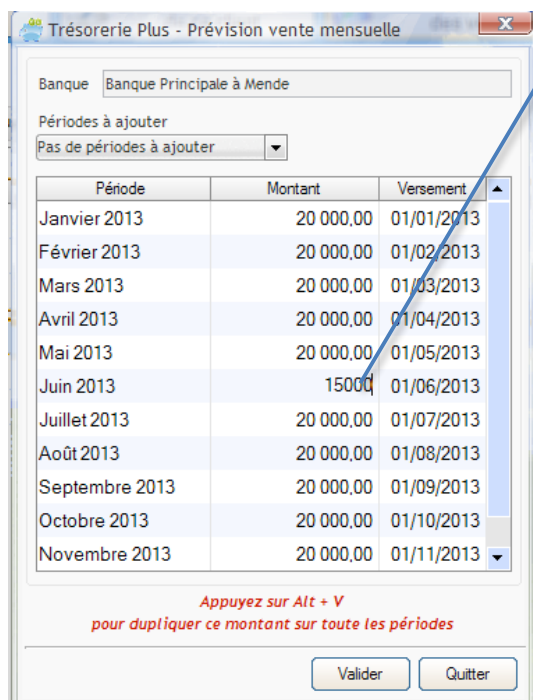 Trésorerie Plus - Prévision vente mensuelle
Banque Banque Principale à Mende
Périodes à ajouter
Pas de périodes à ajouter
Période Montant Versement
Janvier 2013 20 000,00 01/01/2013
Février 2013 20 000,00 01/02/2013
Mars 2013 20 000,00 01/03/2013
Avril 2013 20 000,00 01/04/2013
Mai 2013 20 000,00 01/05/2013
Juin 2013 15000 01/06/2013
Juillet 2013 20 000,00 01/07/2013
Août 2013 20 000,00 01/08/2013
Septembre 2013 20 000,00 01/09/2013
Octobre 2013 20 000,00 01/10/2013
Novembre 2013 20 000,00 01/11/2013
Appuyez sur Alt + V
pour dupliquer ce montant sur toute les périodes
Valider Quitter